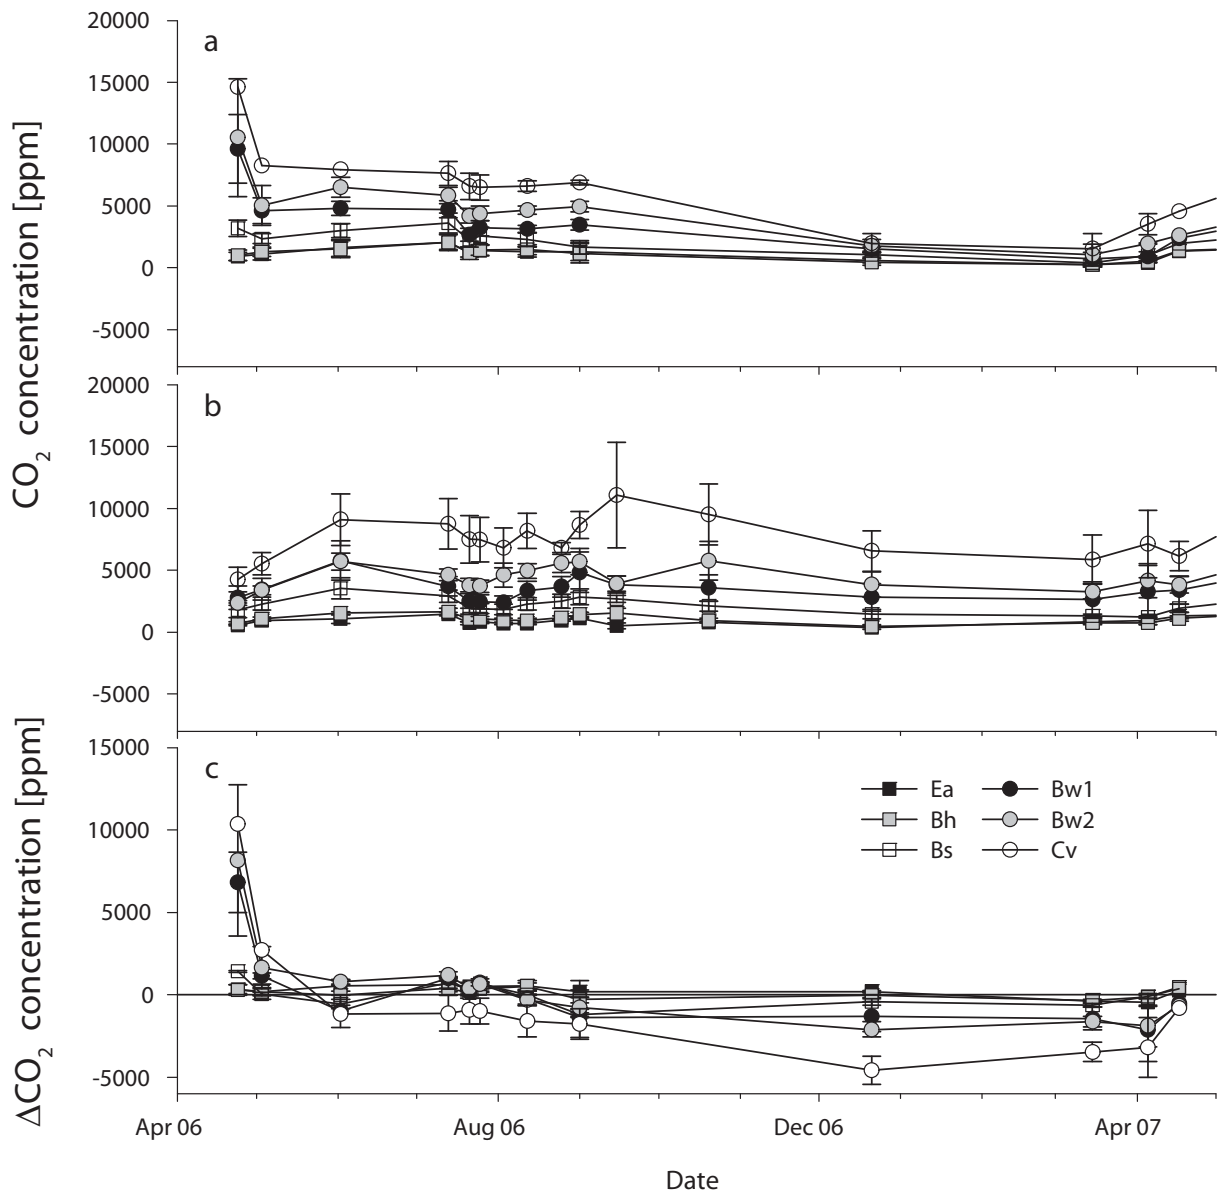 CO2 concentration [ppm]
ΔCO2 concentration [ppm]
a
20000
15000
10000
5000
0
-5000
b
20000
15000
10000
5000
0
-5000
c
15000
10000
5000
0
-5000
Ea Bw1
Bh Bw2
Bs Cv
Apr 06 Aug 06 Dec 06 Apr 07
Date